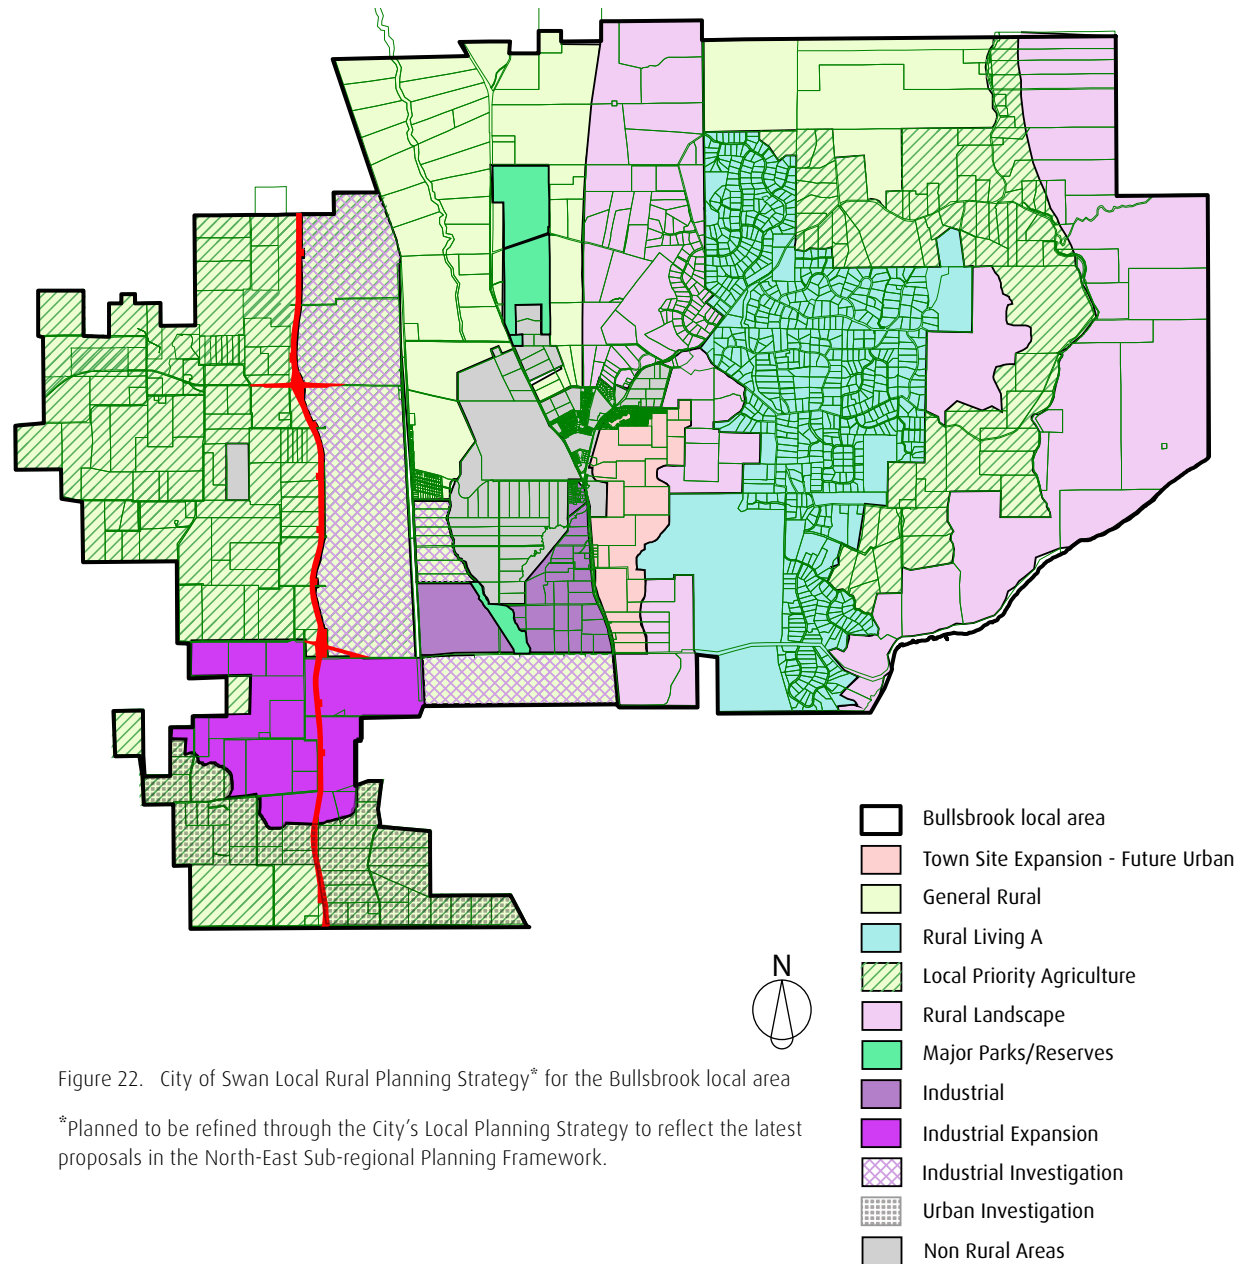 N
Bullsbrook local area
Town Site Expansion - Future Urban
General Rural
Rural Living A
Local Priority Agriculture
Rural Landscape
Major Parks/Reserves
Industrial
Industrial Expansion
Industrial Investigation
Urban Investigation
Non Rural Areas
Figure 22. City of Swan Local Rural Planning Strategy* for the Bullsbrook local area
*Planned to be refined through the City's Local Planning Strategy to reflect the latest
proposals in the North-East Sub-regional Planning Framework.